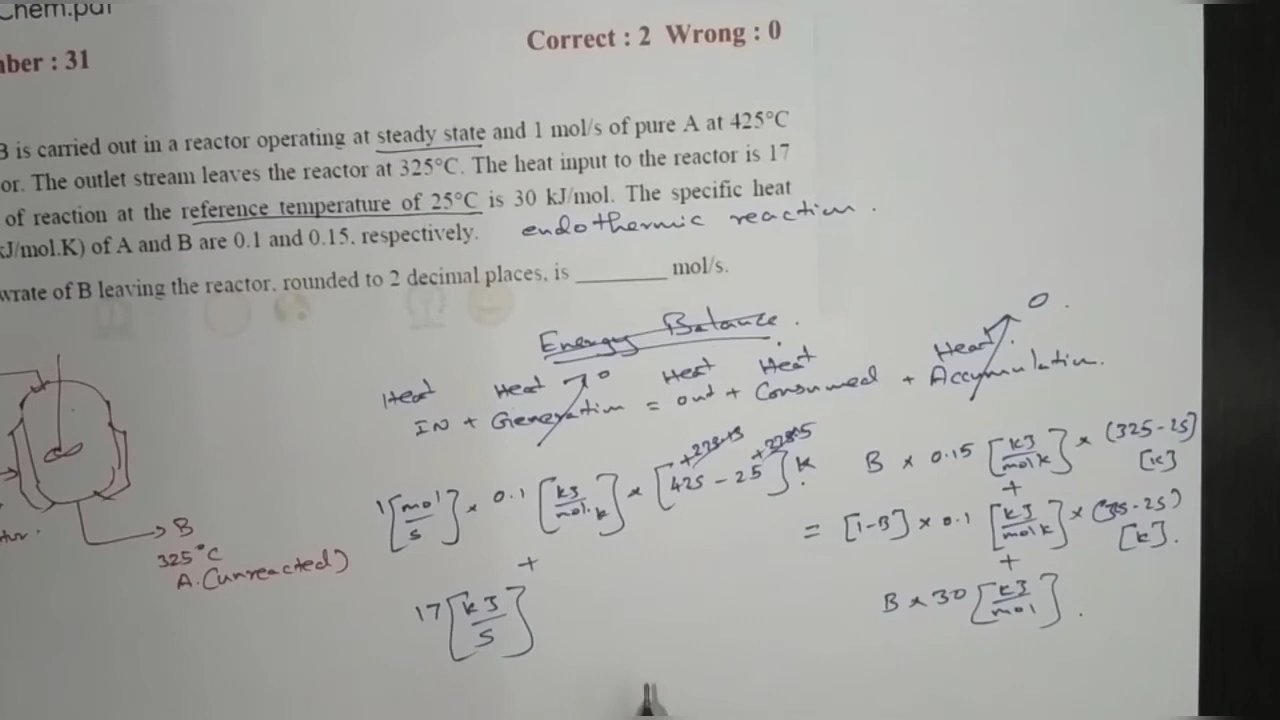 Chem.pdf
Correct : 2 Wrong : 0
ber : 31
B is carried out in a reactor operating at steady state and 1 mol/s of pure A at 425°C
or. The outlet stream leaves the reactor at 325°C. The heat input to the reactor is 17
of reaction at the reference temperature of 25°C is 30 kJ/mol. The specific heat
kJ/mol.K) of A and B are 0.1 and 0.15, respectively. endothermic reaction.
wrate of B leaving the reactor, rounded to 2 decimal places, is ________ mol/s.
Energy Balance.
Heat Heat 0 Heat Heat Heat 0.
IN + Generation = out + Consumed + Accumulation.
1 [mol/s] × 0.1 [kJ/mol.K] × [425 - 25] K. B × 0.15 [kJ/mol K] × (325-25) [K]
+
= [1-B] × 0.1 [kJ/mol K] × (325-25) [K].
+
17 [kJ/s] + B × 30 [kJ/mol].
B
325°C
A. (unreacted)